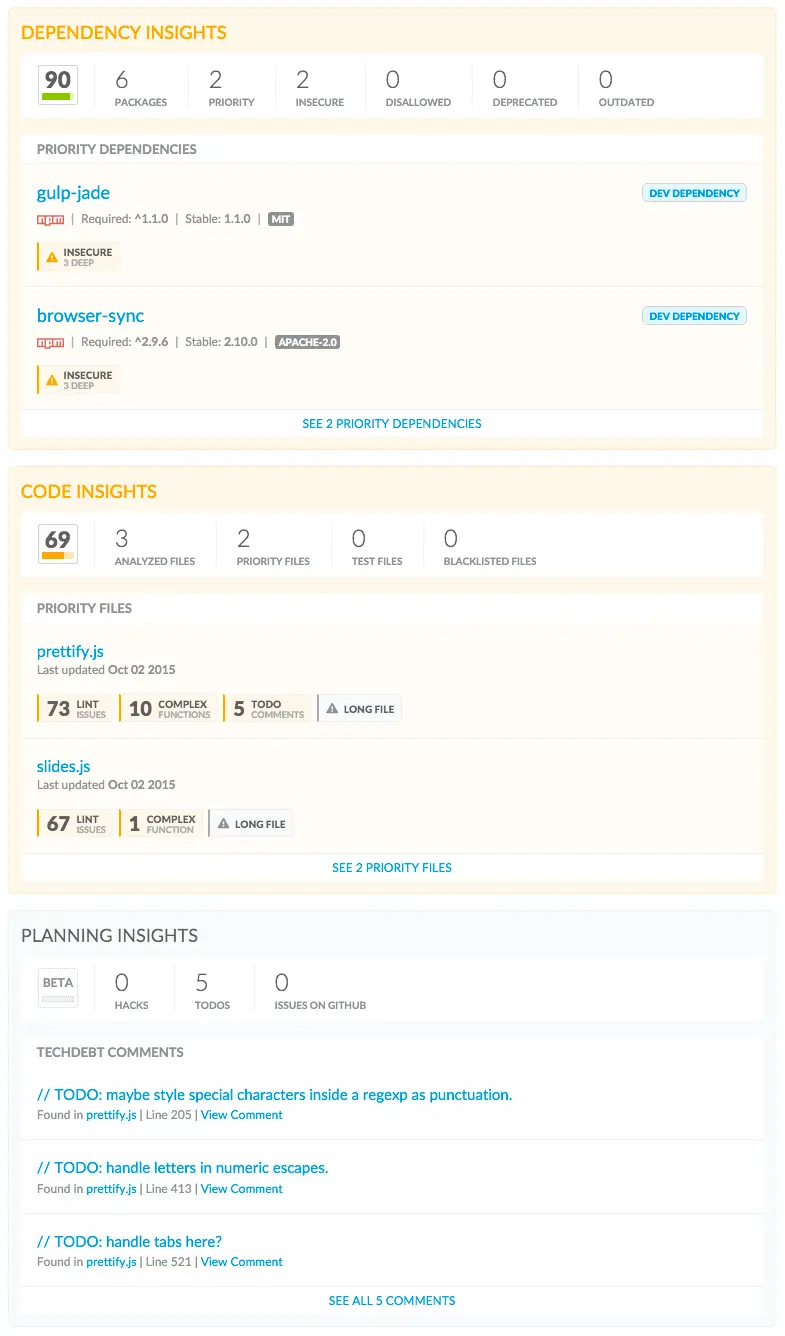 DEPENDENCY INSIGHTS
90 6 2 2 0 0 0
PACKAGES PRIORITY INSECURE DISALLOWED DEPRECATED OUTDATED
PRIORITY DEPENDENCIES
gulp-jade DEV DEPENDENCY
npm | Required: ^1.1.0 | Stable: 1.1.0 | MIT
INSECURE
3 DEEP
browser-sync DEV DEPENDENCY
npm | Required: ^2.9.6 | Stable: 2.10.0 | APACHE-2.0
INSECURE
3 DEEP
SEE 2 PRIORITY DEPENDENCIES
CODE INSIGHTS
69 3 2 0 0
ANALYZED FILES PRIORITY FILES TEST FILES BLACKLISTED FILES
PRIORITY FILES
prettify.js
Last updated Oct 02 2015
73 LINT ISSUES 10 COMPLEX FUNCTIONS 5 TODO COMMENTS LONG FILE
slides.js
Last updated Oct 02 2015
67 LINT ISSUES 1 COMPLEX FUNCTION LONG FILE
SEE 2 PRIORITY FILES
PLANNING INSIGHTS
BETA 0 5 0
HACKS TODOS ISSUES ON GITHUB
TECHDEBT COMMENTS
// TODO: maybe style special characters inside a regexp as punctuation.
Found in prettify.js | Line 205 | View Comment
// TODO: handle letters in numeric escapes.
Found in prettify.js | Line 413 | View Comment
// TODO: handle tabs here?
Found in prettify.js | Line 521 | View Comment
SEE ALL 5 COMMENTS